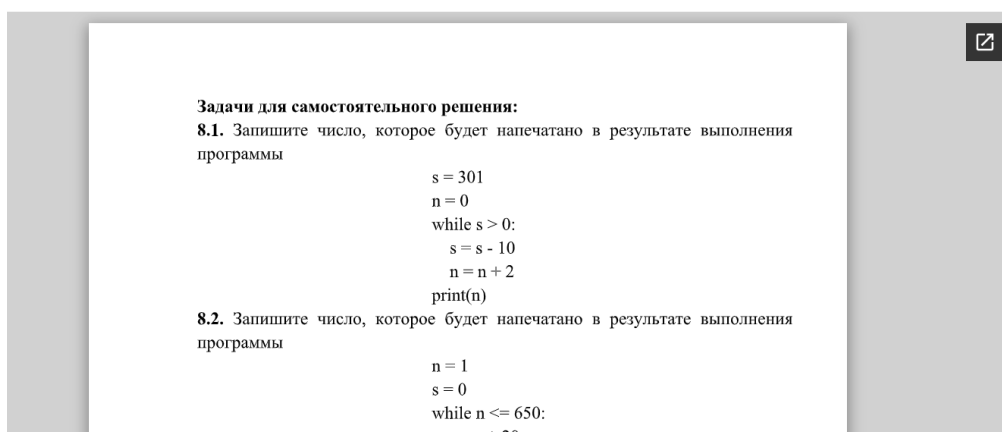 Задачи для самостоятельного решения:
8.1. Запишите число, которое будет напечатано в результате выполнения
программы
s = 301
n = 0
while s > 0:
s = s - 10
n = n + 2
print(n)
8.2. Запишите число, которое будет напечатано в результате выполнения
программы
n = 1
s = 0
while n <= 650: